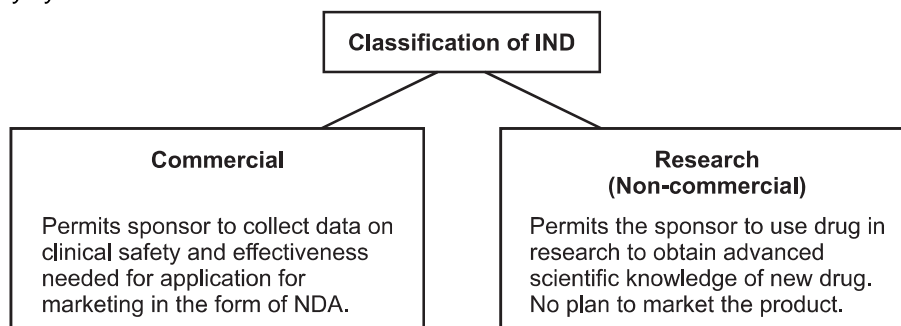 Classification of IND
Commercial
Permits sponsor to collect data on
clinical safety and effectiveness
needed for application for
marketing in the form of NDA.
Research
(Non-commercial)
Permits the sponsor to use drug in
research to obtain advanced
scientific knowledge of new drug.
No plan to market the product.